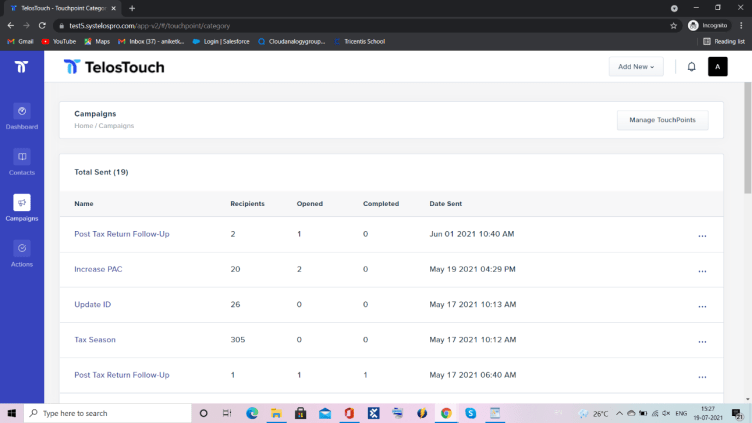 TelosTouch - Touchpoint Categor
test5.systelospro.com/app-v2/#/touchpoint/category
Incognito
Gmail YouTube Maps Inbox (37) - aniketk... Login | Salesforce Cloudanalogygroup... Tricentis School Reading list
TelosTouch Add New A
Dashboard
Contacts
Campaigns
Actions
Campaigns
Home / Campaigns
Manage TouchPoints
Total Sent (19)
Name Recipients Opened Completed Date Sent
Post Tax Return Follow-Up 2 1 0 Jun 01 2021 10:40 AM ...
Increase PAC 20 2 0 May 19 2021 04:29 PM ...
Update ID 26 0 0 May 17 2021 10:13 AM ...
Tax Season 305 0 0 May 17 2021 10:12 AM ...
Post Tax Return Follow-Up 1 1 1 May 17 2021 06:40 AM ...
Type here to search 26°C ENG 15:27
19-07-2021 21